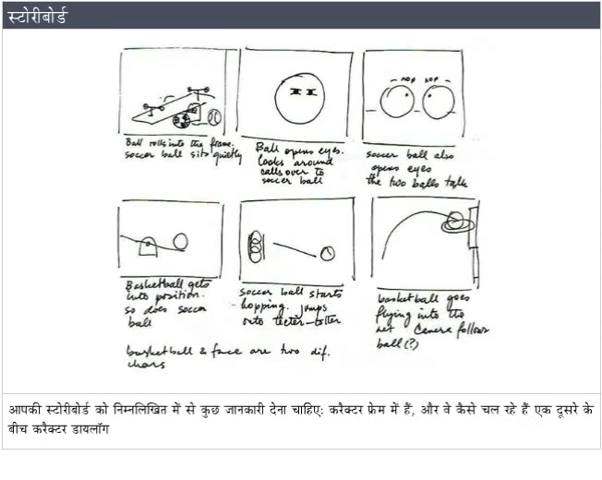 स्टोरीबोर्ड
Ball rolls into the frame.
soccer ball sits quietly
Ball opens eyes.
looks around
calls over to
soccer ball
- HOP HOP -
soccer ball also
opens eyes
the two balls talk
Basketball gets
into position.
so does soccer
ball
soccer ball starts
hopping. jumps
onto teeter-totter
basketball goes
flying into the
net Camera follows
ball (?)
basketball & face are two dif.
chars
आपकी स्टोरीबोर्ड को निम्नलिखित में से कुछ जानकारी देना चाहिए: करैक्टर फ्रेम में हैं, और वे कैसे चल रहे हैं एक दूसरे के
बीच करैक्टर डायलॉग